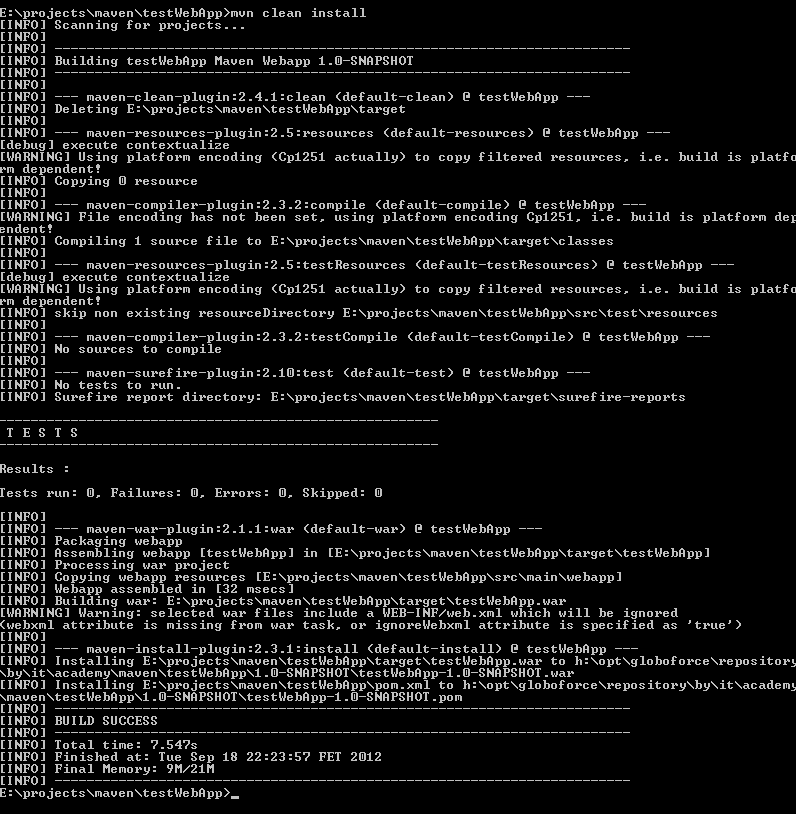 E:\projects\maven\testWebApp>mvn clean install
[INFO] Scanning for projects...
[INFO]
[INFO] ------------------------------------------------------------------------
[INFO] Building testWebApp Maven Webapp 1.0-SNAPSHOT
[INFO] ------------------------------------------------------------------------
[INFO]
[INFO] --- maven-clean-plugin:2.4.1:clean (default-clean) @ testWebApp ---
[INFO] Deleting E:\projects\maven\testWebApp\target
[INFO]
[INFO] --- maven-resources-plugin:2.5:resources (default-resources) @ testWebApp ---
[debug] execute contextualize
[WARNING] Using platform encoding (Cp1251 actually) to copy filtered resources, i.e. build is platfo
rm dependent!
[INFO] Copying 0 resource
[INFO]
[INFO] --- maven-compiler-plugin:2.3.2:compile (default-compile) @ testWebApp ---
[WARNING] File encoding has not been set, using platform encoding Cp1251, i.e. build is platform dep
endent!
[INFO] Compiling 1 source file to E:\projects\maven\testWebApp\target\classes
[INFO]
[INFO] --- maven-resources-plugin:2.5:testResources (default-testResources) @ testWebApp ---
[debug] execute contextualize
[WARNING] Using platform encoding (Cp1251 actually) to copy filtered resources, i.e. build is platfo
rm dependent!
[INFO] skip non existing resourceDirectory E:\projects\maven\testWebApp\src\test\resources
[INFO]
[INFO] --- maven-compiler-plugin:2.3.2:testCompile (default-testCompile) @ testWebApp ---
[INFO] No sources to compile
[INFO]
[INFO] --- maven-surefire-plugin:2.10:test (default-test) @ testWebApp ---
[INFO] No tests to run.
[INFO] Surefire report directory: E:\projects\maven\testWebApp\target\surefire-reports
-------------------------------------------------------
T E S T S
-------------------------------------------------------
Results :
Tests run: 0, Failures: 0, Errors: 0, Skipped: 0
[INFO]
[INFO] --- maven-war-plugin:2.1.1:war (default-war) @ testWebApp ---
[INFO] Packaging webapp
[INFO] Assembling webapp [testWebApp] in [E:\projects\maven\testWebApp\target\testWebApp]
[INFO] Processing war project
[INFO] Copying webapp resources [E:\projects\maven\testWebApp\src\main\webapp]
[INFO] Webapp assembled in [32 msecs]
[INFO] Building war: E:\projects\maven\testWebApp\target\testWebApp.war
[WARNING] Warning: selected war files include a WEB-INF/web.xml which will be ignored
(webxml attribute is missing from war task, or ignoreWebxml attribute is specified as 'true')
[INFO]
[INFO] --- maven-install-plugin:2.3.1:install (default-install) @ testWebApp ---
[INFO] Installing E:\projects\maven\testWebApp\target\testWebApp.war to h:\opt\globoforce\repository
\by\it\academy\maven\testWebApp\1.0-SNAPSHOT\testWebApp-1.0-SNAPSHOT.war
[INFO] Installing E:\projects\maven\testWebApp\pom.xml to h:\opt\globoforce\repository\by\it\academy
\maven\testWebApp\1.0-SNAPSHOT\testWebApp-1.0-SNAPSHOT.pom
[INFO] ------------------------------------------------------------------------
[INFO] BUILD SUCCESS
[INFO] ------------------------------------------------------------------------
[INFO] Total time: 7.547s
[INFO] Finished at: Tue Sep 18 22:23:57 FET 2012
[INFO] Final Memory: 9M/21M
[INFO] ------------------------------------------------------------------------
E:\projects\maven\testWebApp>_